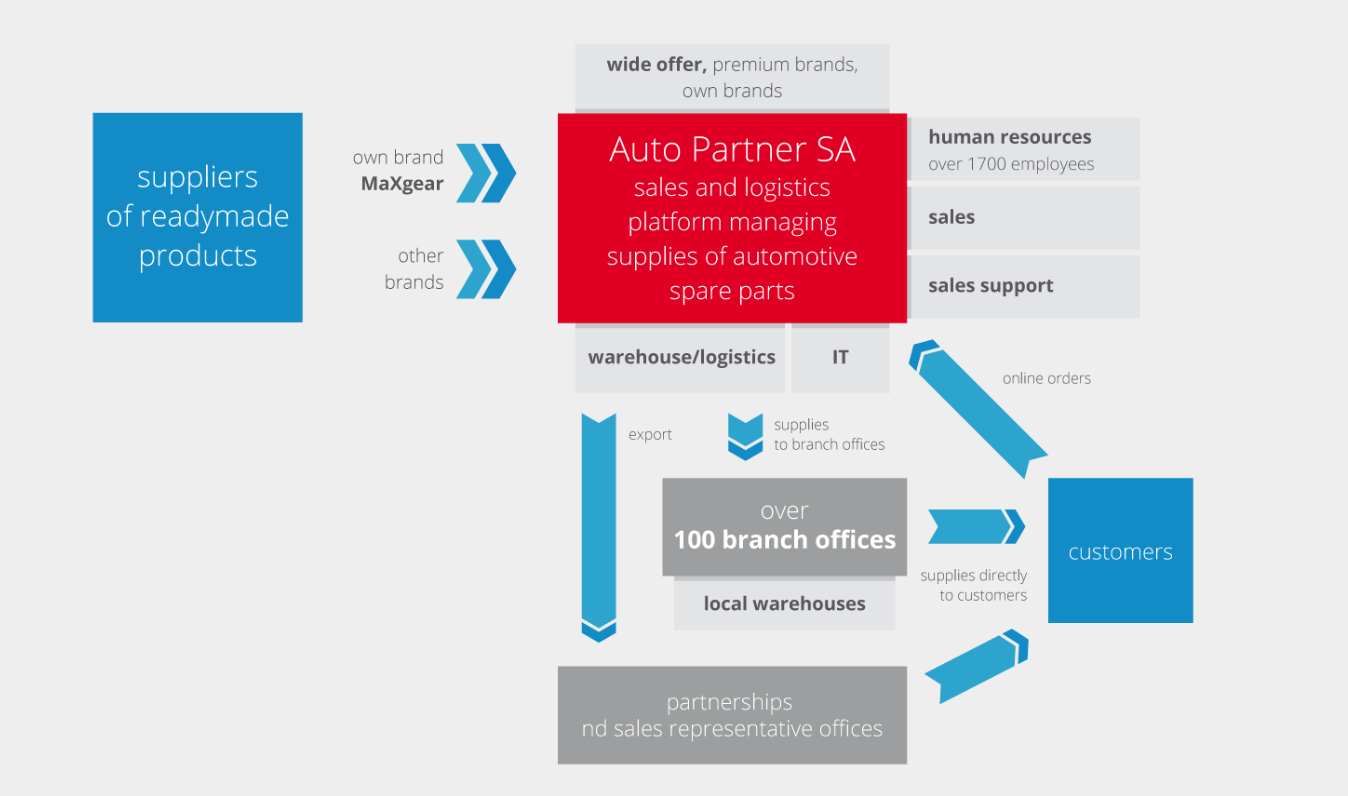 wide offer, premium brands,
own brands
suppliers
of readymade
products
own brand
MaXgear
other
brands
Auto Partner SA
sales and logistics
platform managing
supplies of automotive
spare parts
human resources
over 1700 employees
sales
sales support
warehouse/logistics
IT
online orders
export
supplies
to branch offices
over
100 branch offices
local warehouses
supplies directly
to customers
customers
partnerships
nd sales representative offices